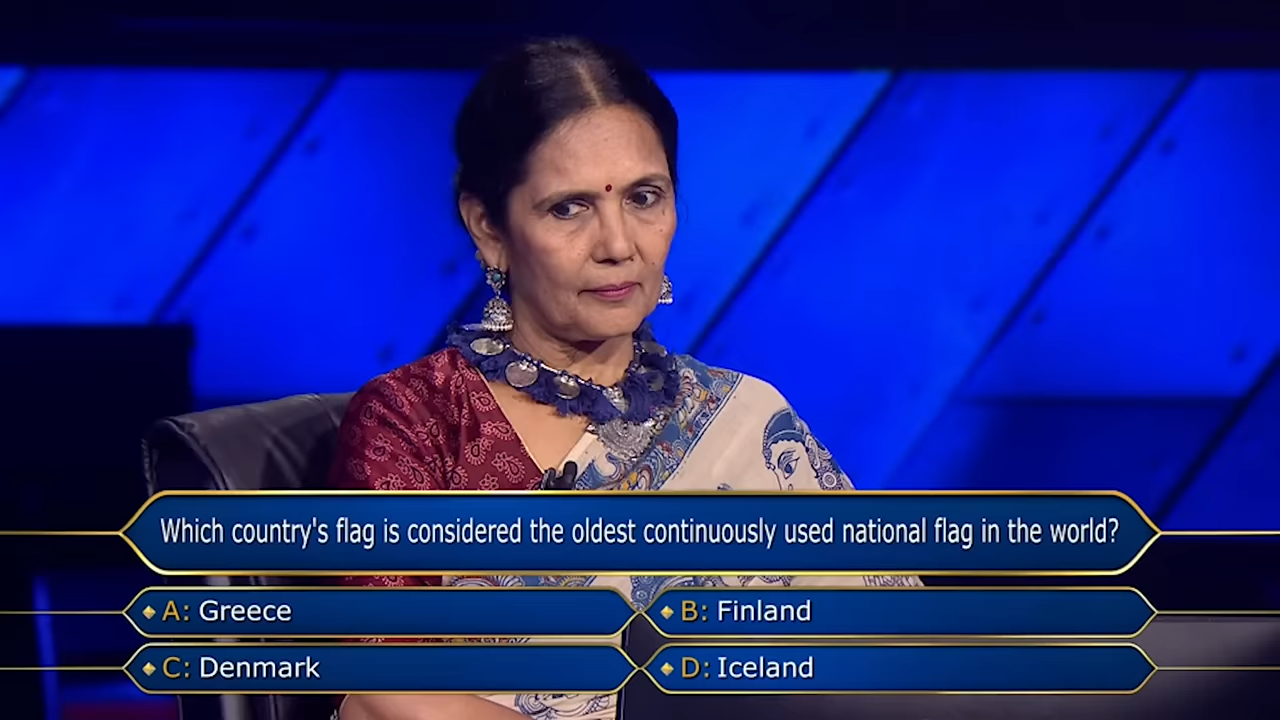 Which country's flag is considered the oldest continuously used national flag in the world?
A: Greece
B: Finland
C: Denmark
D: Iceland